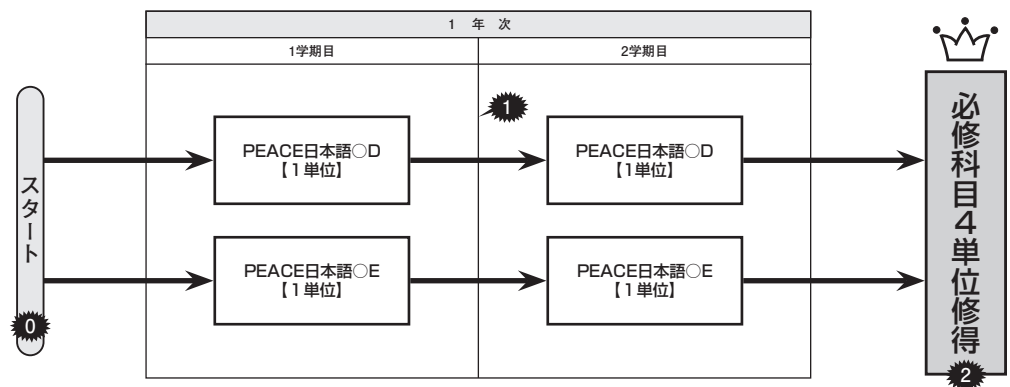 1 年 次
1学期目
2学期目
スタート
0
1
PEACE日本語○D
【1単位】
PEACE日本語○D
【1単位】
PEACE日本語○E
【1単位】
PEACE日本語○E
【1単位】
必修科目4単位修得
2